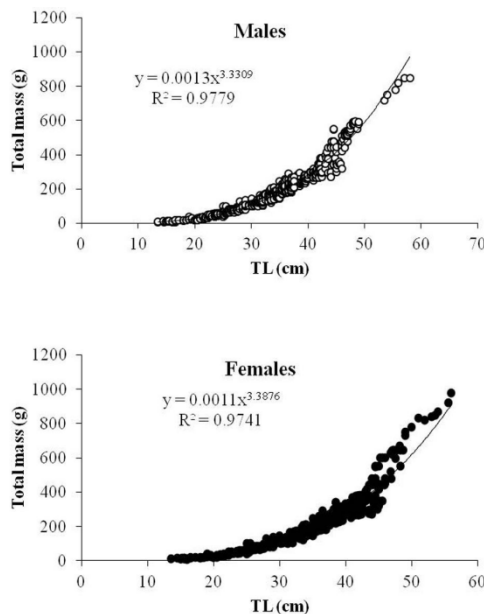 Males
y = 0.0013x^3.3309
R² = 0.9779
Total mass (g)
1200
1000
800
600
400
200
0
0 10 20 30 40 50 60 70
TL (cm)
Females
y = 0.0011x^3.3876
R² = 0.9741
Total mass (g)
1200
1000
800
600
400
200
0
0 10 20 30 40 50 60
TL (cm)